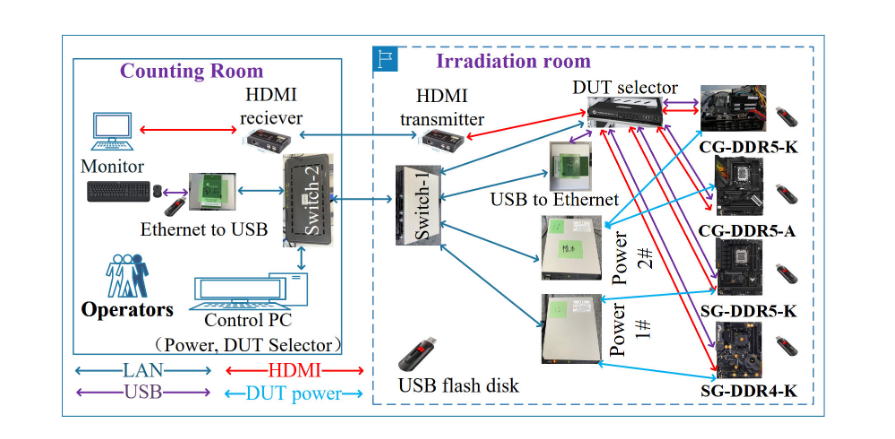 Counting Room
Irradiation room
HDMI
reciever
HDMI
transmitter
DUT selector
Monitor
Switch-2
Switch-1
CG-DDR5-K
Ethernet to USB
USB to Ethernet
CG-DDR5-A
Operators
Control PC
(Power, DUT Selector)
Power
2#
Power
1#
SG-DDR5-K
SG-DDR4-K
USB flash disk
LAN
HDMI
USB
DUT power